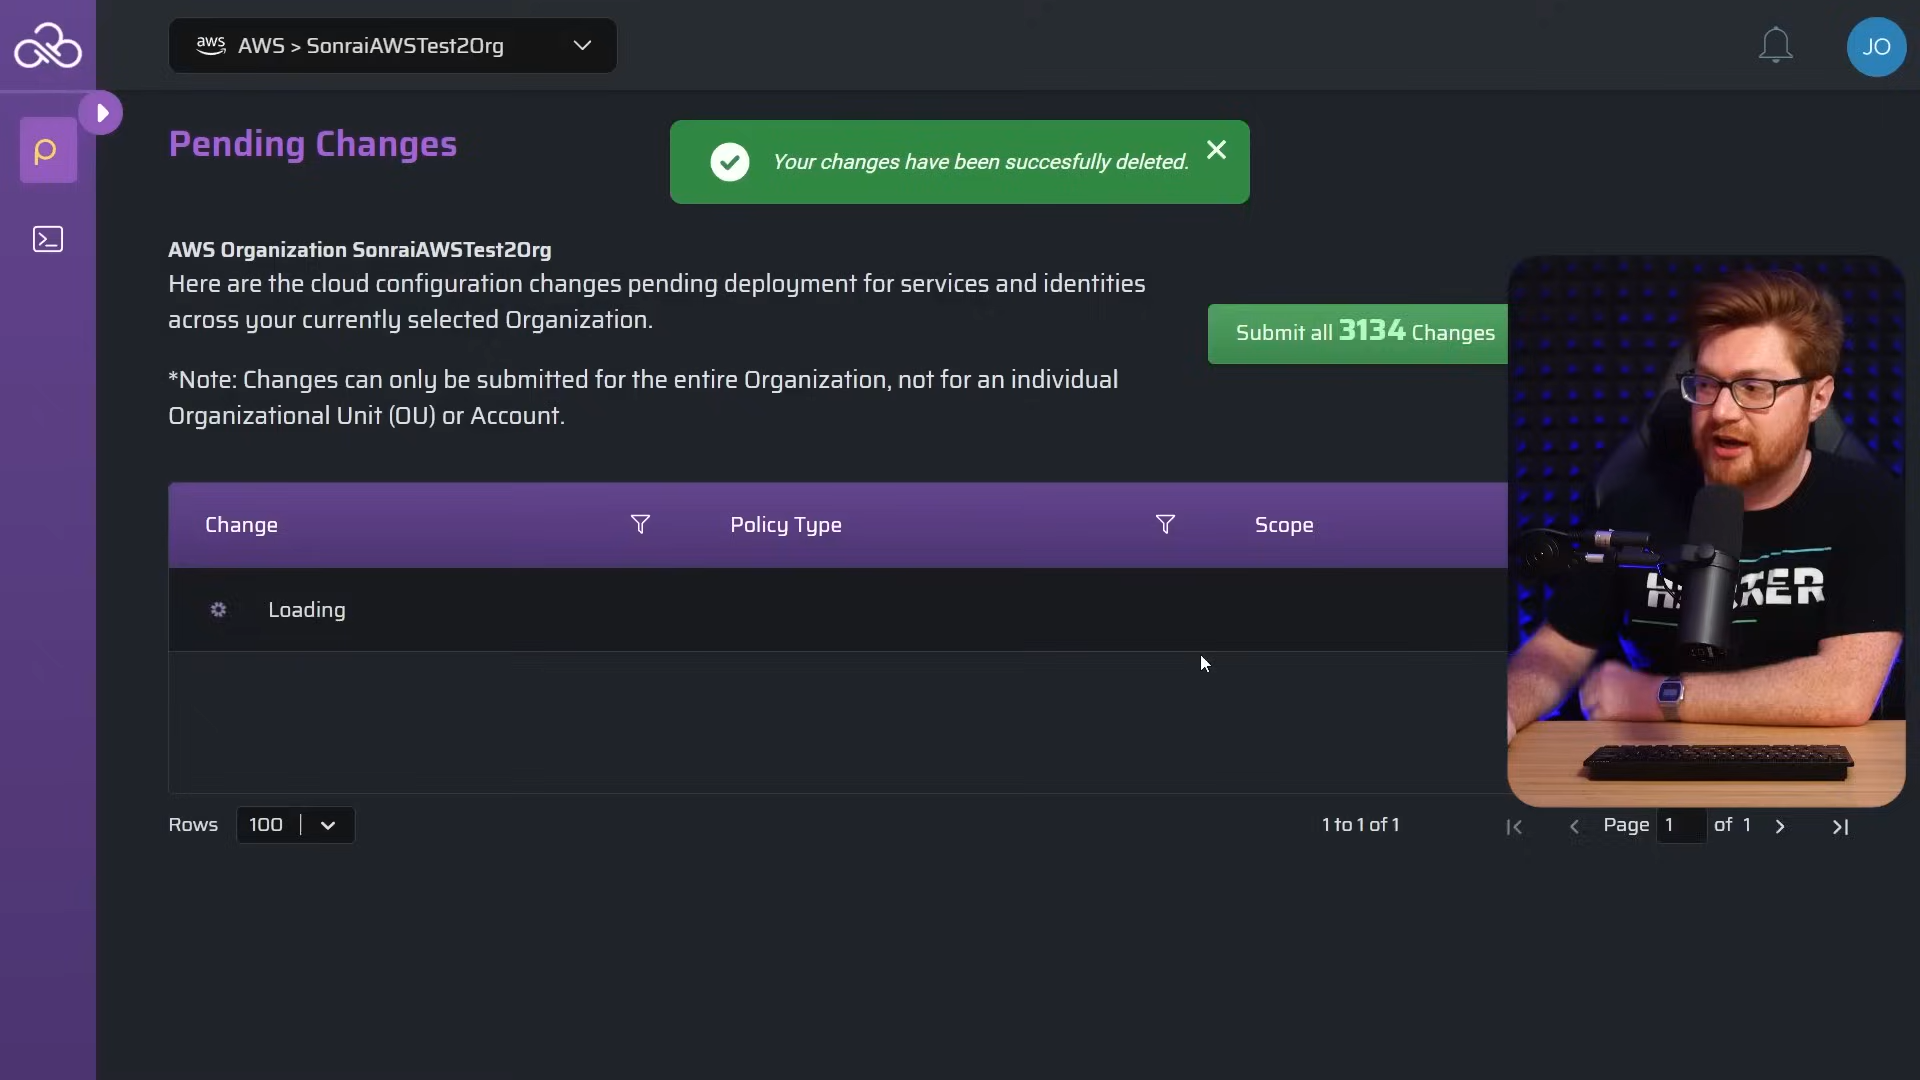 aws AWS > SonraiAWSTest2Org
JO
Pending Changes
Your changes have been succesfully deleted.
AWS Organization SonraiAWSTest2Org
Here are the cloud configuration changes pending deployment for services and identities
across your currently selected Organization.
Submit all 3134 Changes
*Note: Changes can only be submitted for the entire Organization, not for an individual
Organizational Unit (OU) or Account.
Change Policy Type Scope
Loading
Rows 100 1 to 1 of 1 Page 1 of 1